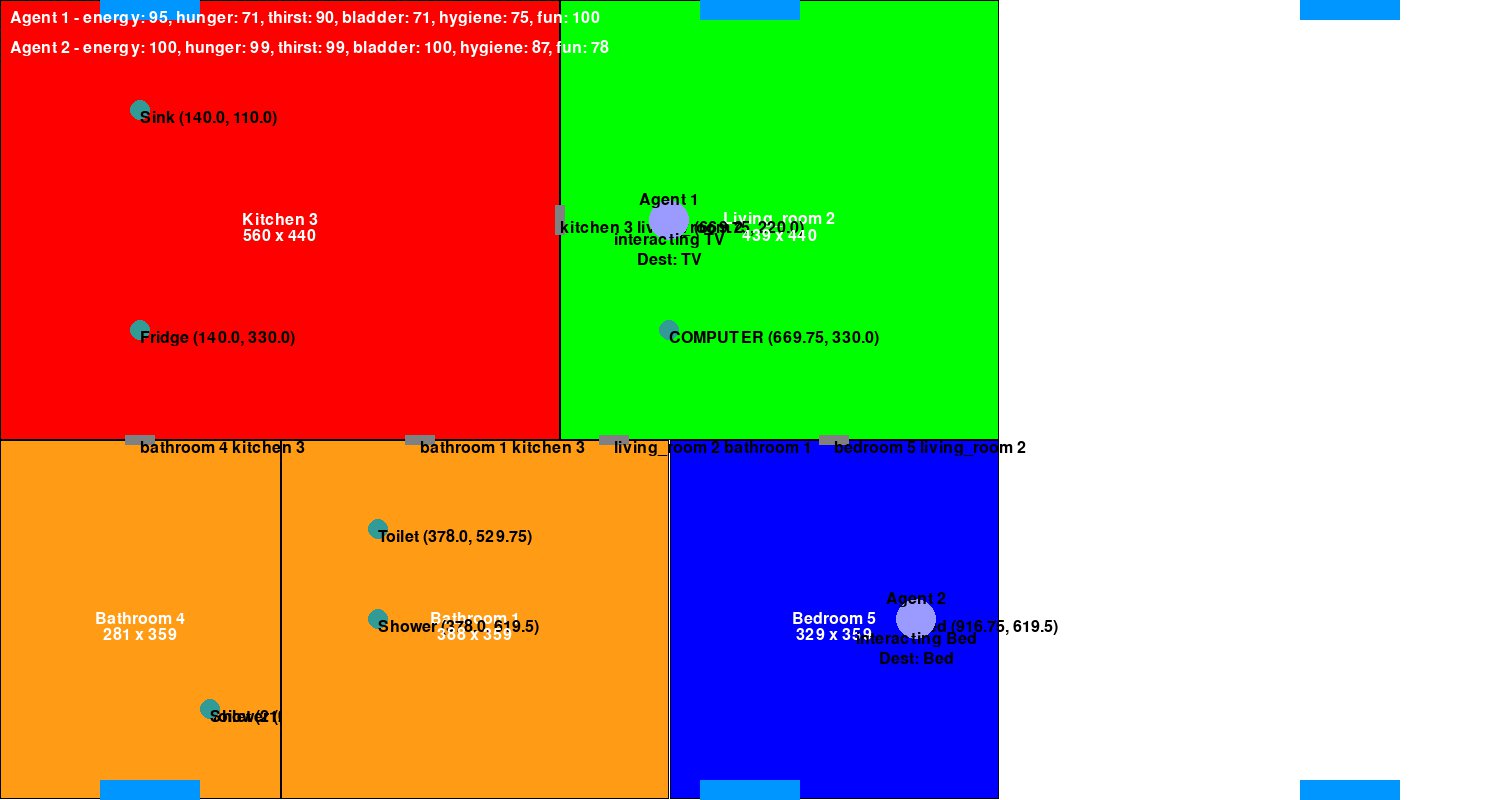 Agent 1 - energy: 95, hunger: 71, thirst: 90, bladder: 71, hygiene: 75, fun: 100
Agent 2 - energy: 100, hunger: 99, thirst: 99, bladder: 100, hygiene: 87, fun: 78
Sink (140.0, 110.0)
Agent 1
Kitchen 3
560 x 440
Living_room 2
439 x 440
kitchen 3 living_room 2
(669.75, 220.0)
interacting TV
Dest: TV
Fridge (140.0, 330.0)
COMPUTER (669.75, 330.0)
bathroom 4 kitchen 3
bathroom 1 kitchen 3
living_room 2 bathroom 1
bedroom 5 living_room 2
Toilet (378.0, 529.75)
Agent 2
Bathroom 4
281 x 359
Bathroom 1
388 x 359
Shower (378.0, 619.5)
Bedroom 5
329 x 359
(916.75, 619.5)
interacting Bed
Dest: Bed